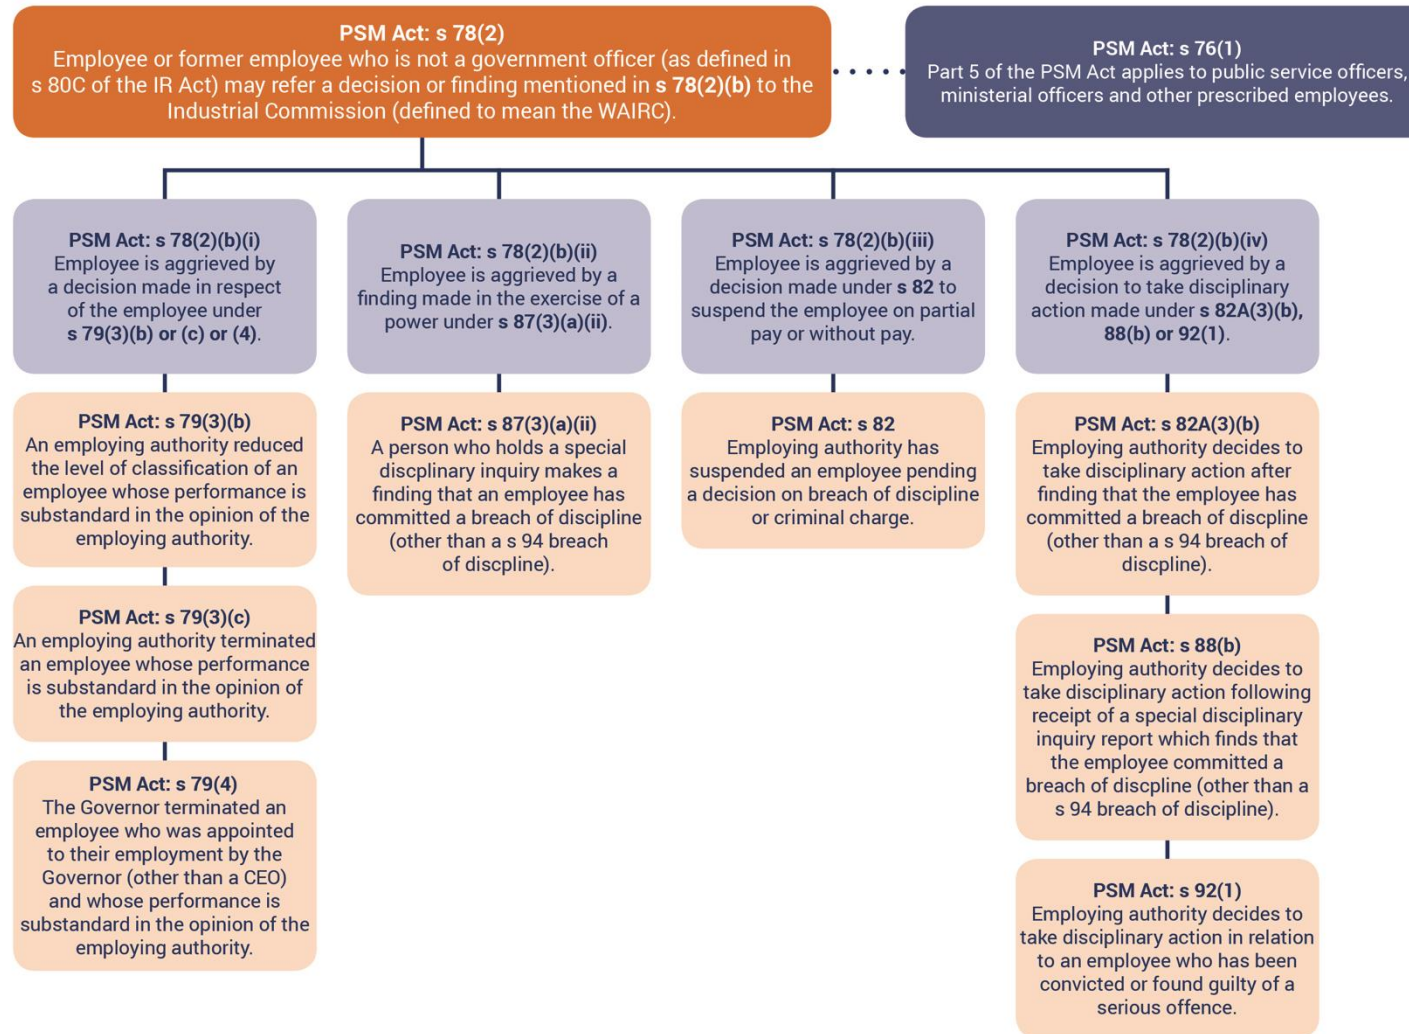 PSM Act: s 78(2)
Employee or former employee who is not a government officer (as defined in
s 80C of the IR Act) may refer a decision or finding mentioned in s 78(2)(b) to the
Industrial Commission (defined to mean the WAIRC).
PSM Act: s 76(1)
Part 5 of the PSM Act applies to public service officers,
ministerial officers and other prescribed employees.
PSM Act: s 78(2)(b)(i)
Employee is aggrieved by
a decision made in respect
of the employee under
s 79(3)(b) or (c) or (4).
PSM Act: s 78(2)(b)(ii)
Employee is aggrieved by a
finding made in the exercise of a
power under s 87(3)(a)(ii).
PSM Act: s 78(2)(b)(iii)
Employee is aggrieved by a
decision made under s 82 to
suspend the employee on partial
pay or without pay.
PSM Act: s 78(2)(b)(iv)
Employee is aggrieved by a
decision to take disciplinary
action made under s 82A(3)(b),
88(b) or 92(1).
PSM Act: s 79(3)(b)
An employing authority reduced
the level of classification of an
employee whose performance is
substandard in the opinion of the
employing authority.
PSM Act: s 79(3)(c)
An employing authority terminated
an employee whose performance
is substandard in the opinion of
the employing authority.
PSM Act: s 79(4)
The Governor terminated an
employee who was appointed
to their employment by the
Governor (other than a CEO)
and whose performance is
substandard in the opinion of the
employing authority.
PSM Act: s 87(3)(a)(ii)
A person who holds a special
discplinary inquiry makes a
finding that an employee has
committed a breach of discipline
(other than a s 94 breach
of discpline).
PSM Act: s 82
Employing authority has
suspended an employee pending
a decision on breach of discipline
or criminal charge.
PSM Act: s 82A(3)(b)
Employing authority decides to
take disciplinary action after
finding that the employee has
committed a breach of discpline
(other than a s 94 breach of
discpline).
PSM Act: s 88(b)
Employing authority decides to
take disciplinary action following
receipt of a special disciplinary
inquiry report which finds that
the employee committed a
breach of discpline (other than a
s 94 breach of discipline).
PSM Act: s 92(1)
Employing authority decides to
take disciplinary action in relation
to an employee who has been
convicted or found guilty of a
serious offence.